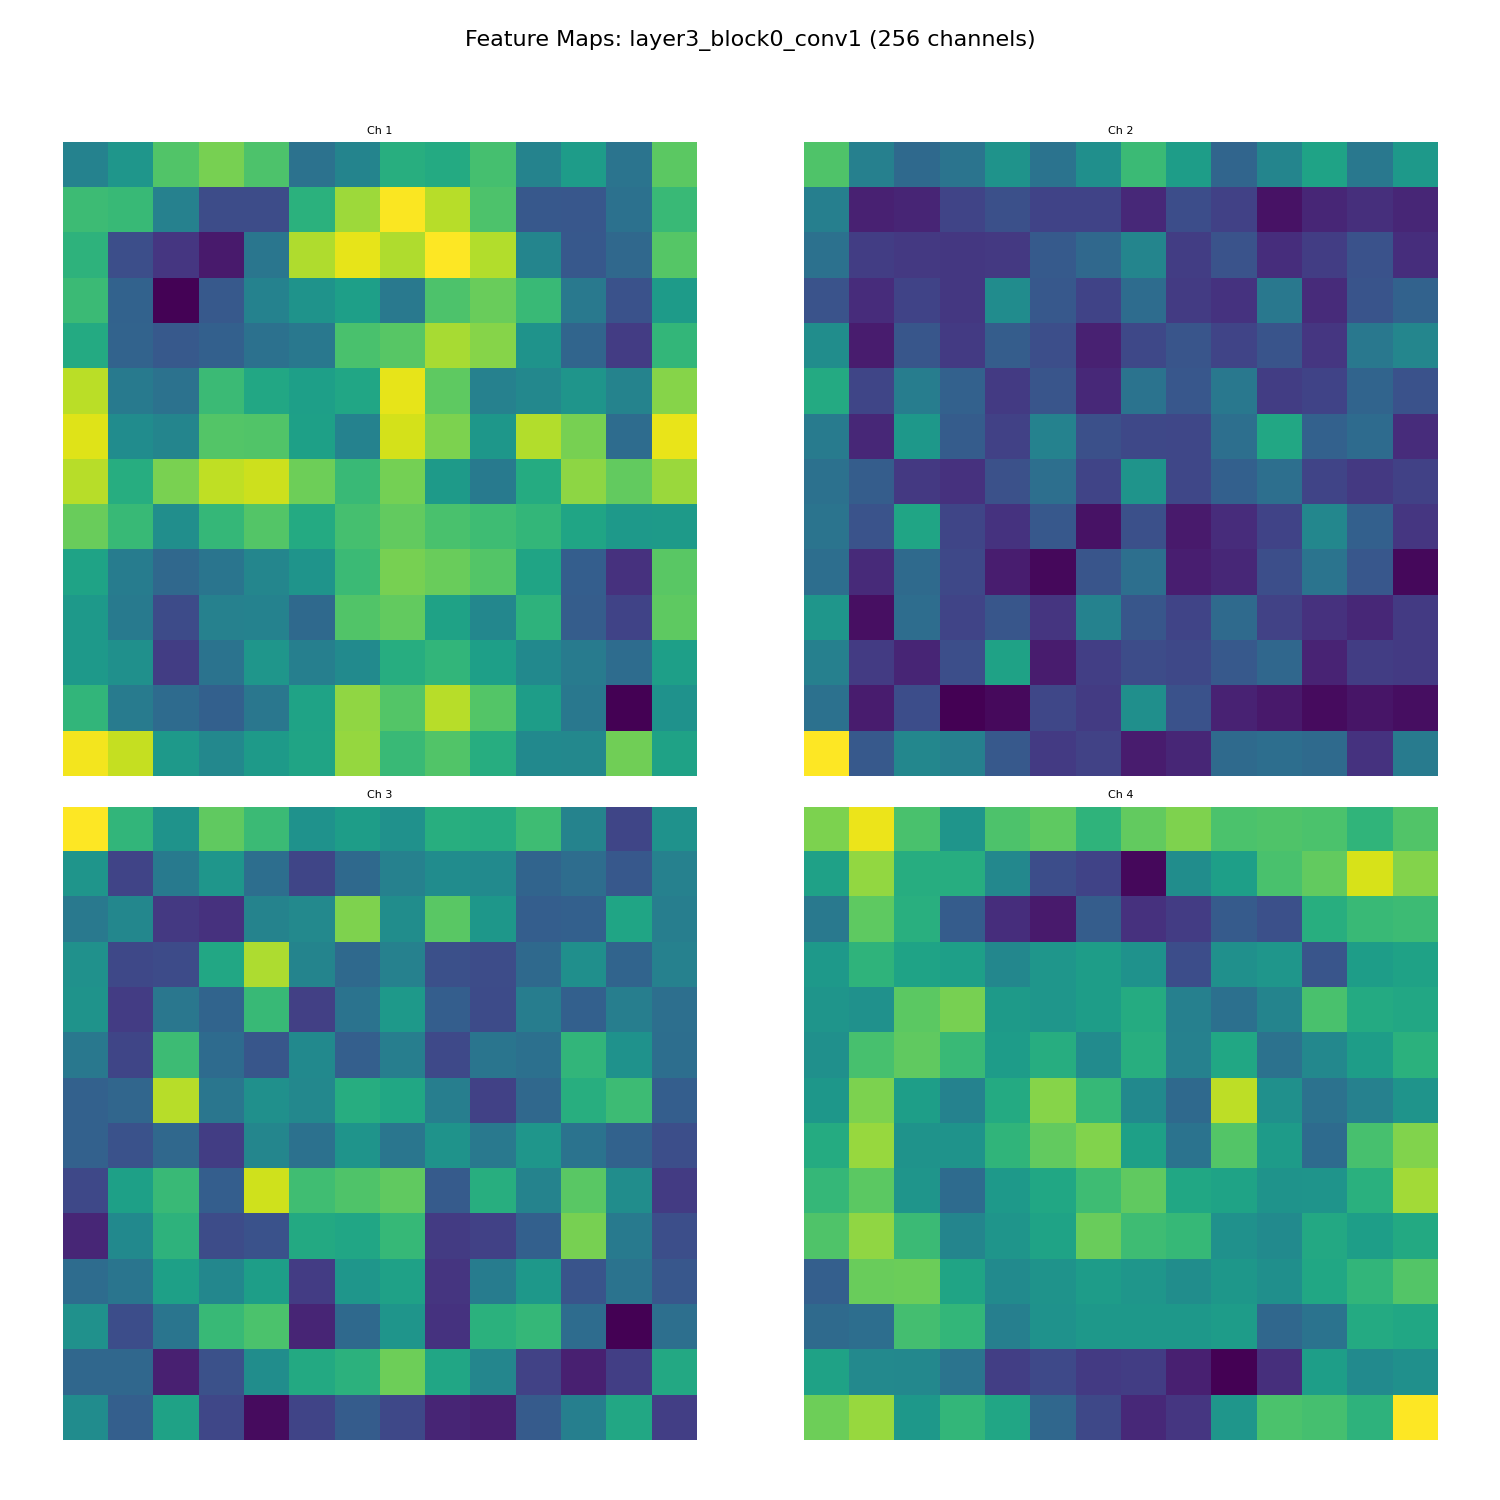 Feature Maps: layer3_block0_conv1 (256 channels)
Ch 1
Ch 2
Ch 3
Ch 4